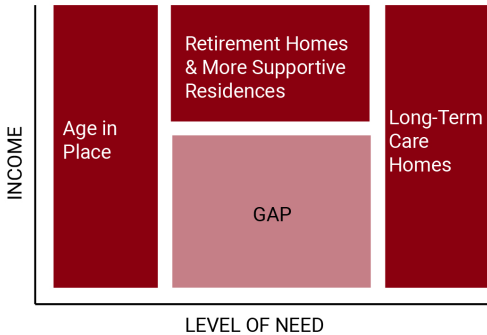 Retirement Homes
& More Supportive
Residences
Age in
Place
Long-Term
Care
Homes
GAP
INCOME
LEVEL OF NEED